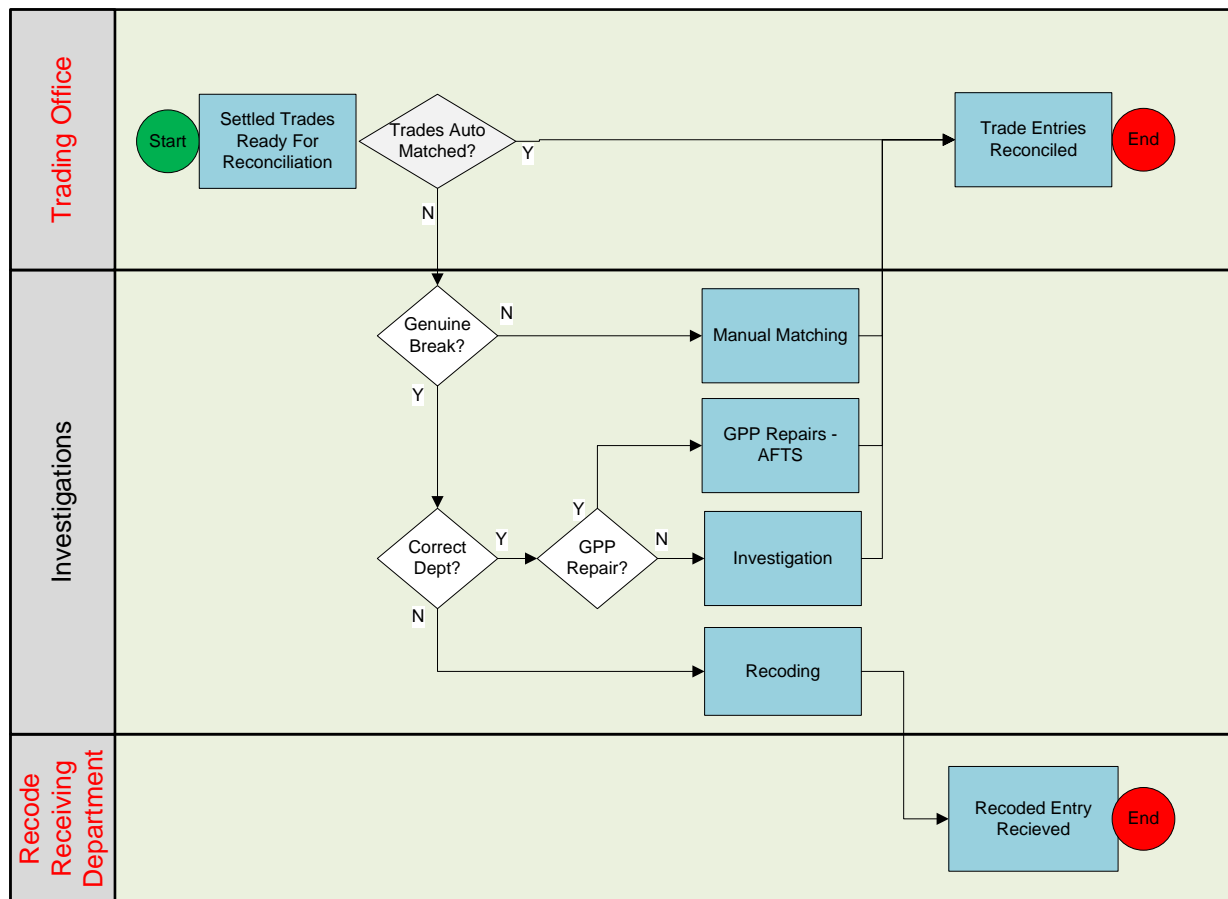 Trading Office
Start
Settled Trades
Ready For
Reconciliation
Trades Auto
Matched?
Y
N
Trade Entries
Reconciled
End
Investigations
Genuine
Break?
N
Y
Manual Matching
GPP Repairs -
AFTS
Correct
Dept?
Y
N
GPP
Repair?
Y
N
Investigation
Recoding
Recode
Receiving
Department
Recoded Entry
Recieved
End